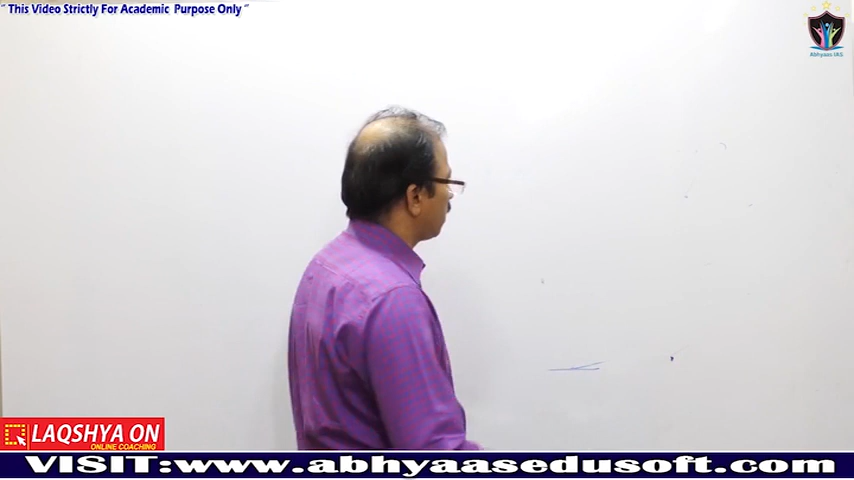 " This Video Strictly For Academic Purpose Only "
Abhyaas IAS
LAQSHYA ON
ONLINE COACHING
VISIT:www.abhyaasedusoft.com